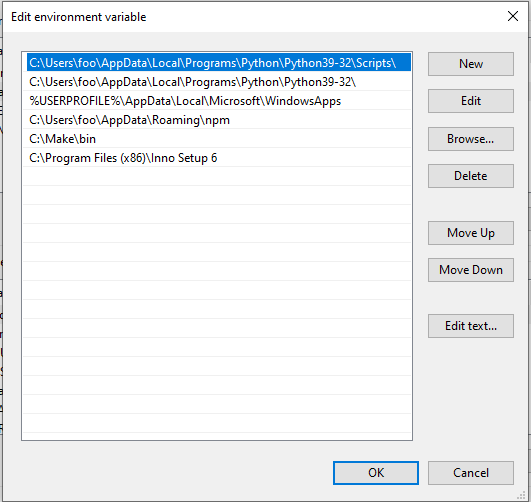 Edit environment variable
C:\Users\foo\AppData\Local\Programs\Python\Python39-32\Scripts\
C:\Users\foo\AppData\Local\Programs\Python\Python39-32\
%USERPROFILE%\AppData\Local\Microsoft\WindowsApps
C:\Users\foo\AppData\Roaming\npm
C:\Make\bin
C:\Program Files (x86)\Inno Setup 6
New
Edit
Browse...
Delete
Move Up
Move Down
Edit text...
OK
Cancel